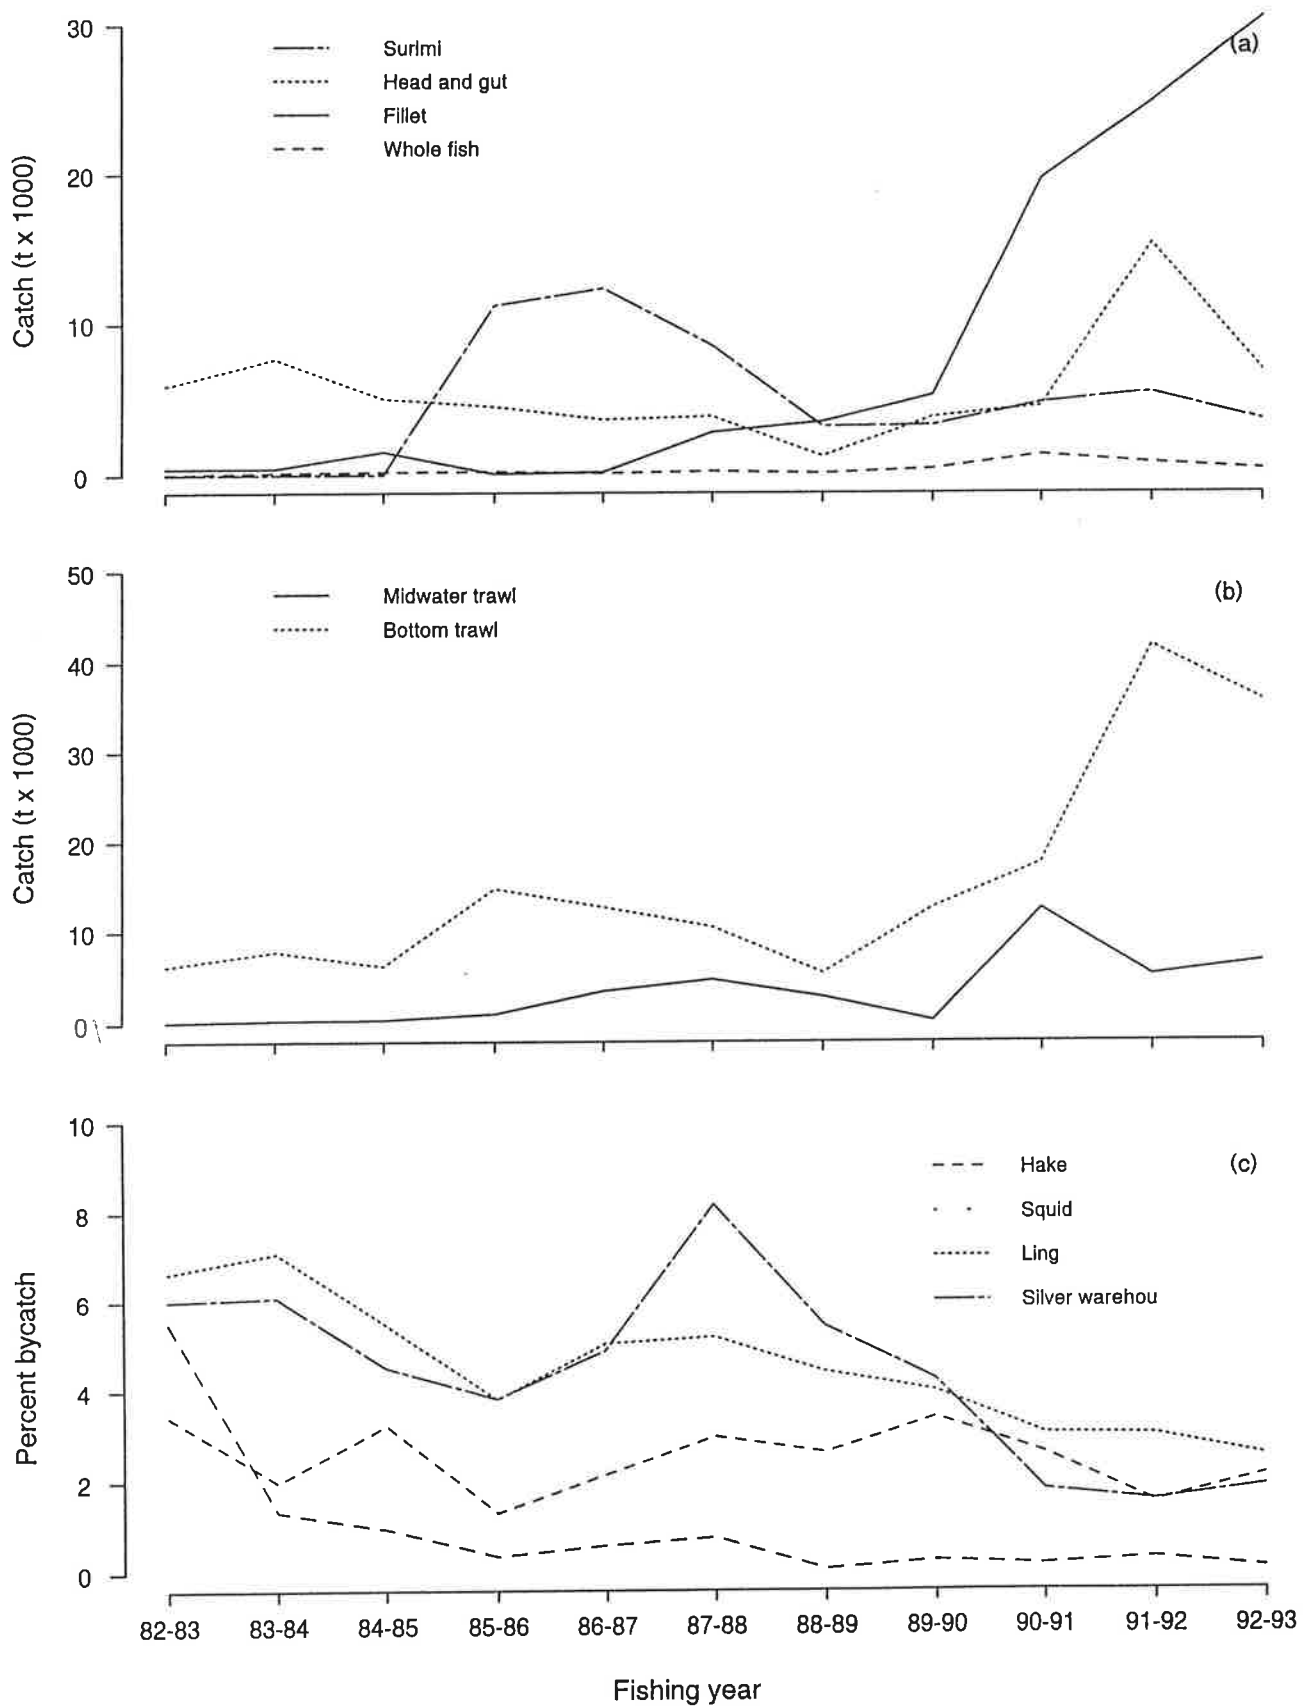 30
20
10
0
Catch (t x 1000)
Surimi
Head and gut
Fillet
Whole fish
(a)
50
40
30
20
10
0
Catch (t x 1000)
Midwater trawl
Bottom trawl
(b)
10
8
6
4
2
0
Percent bycatch
Hake
Squid
Ling
Silver warehou
(c)
82-83 83-84 84-85 85-86 86-87 87-88 88-89 89-90 90-91 91-92 92-93
Fishing year